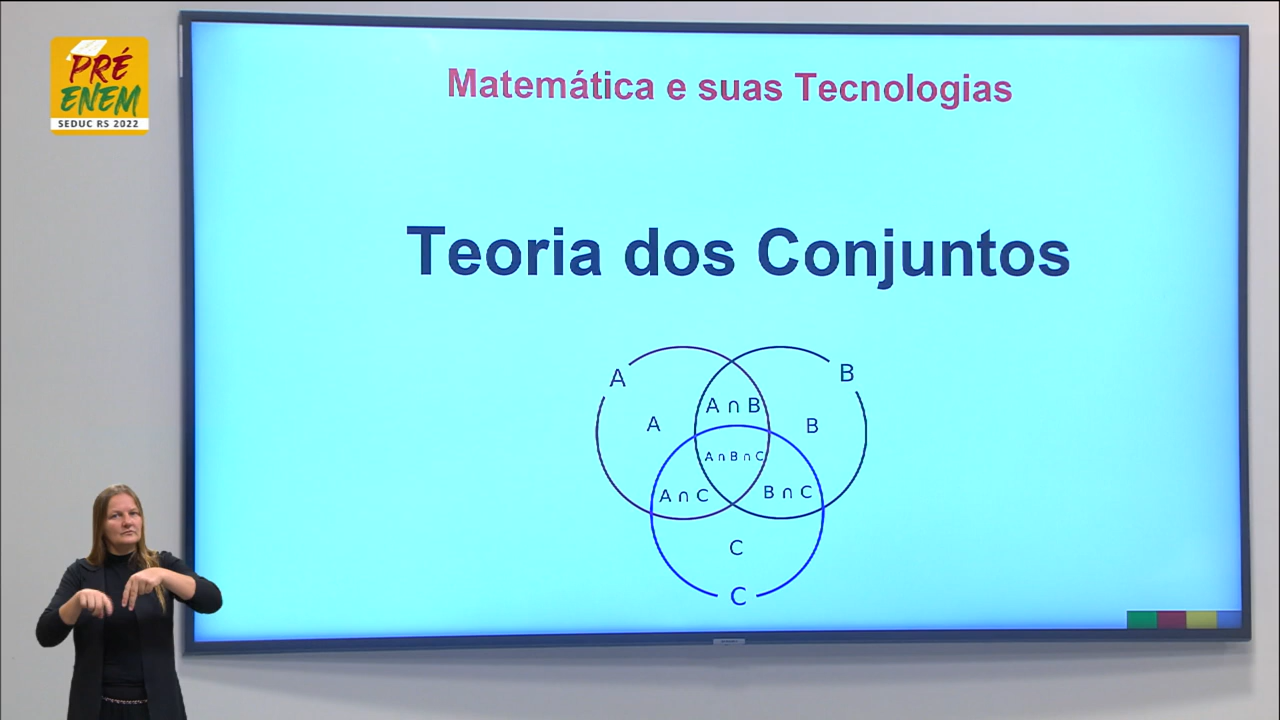 PRÉ
ENEM
SEDUC RS 2022
Matemática e suas Tecnologias
Teoria dos Conjuntos
A
B
A ∩ B
A
B
A ∩ B ∩ C
A ∩ C
B ∩ C
C
C